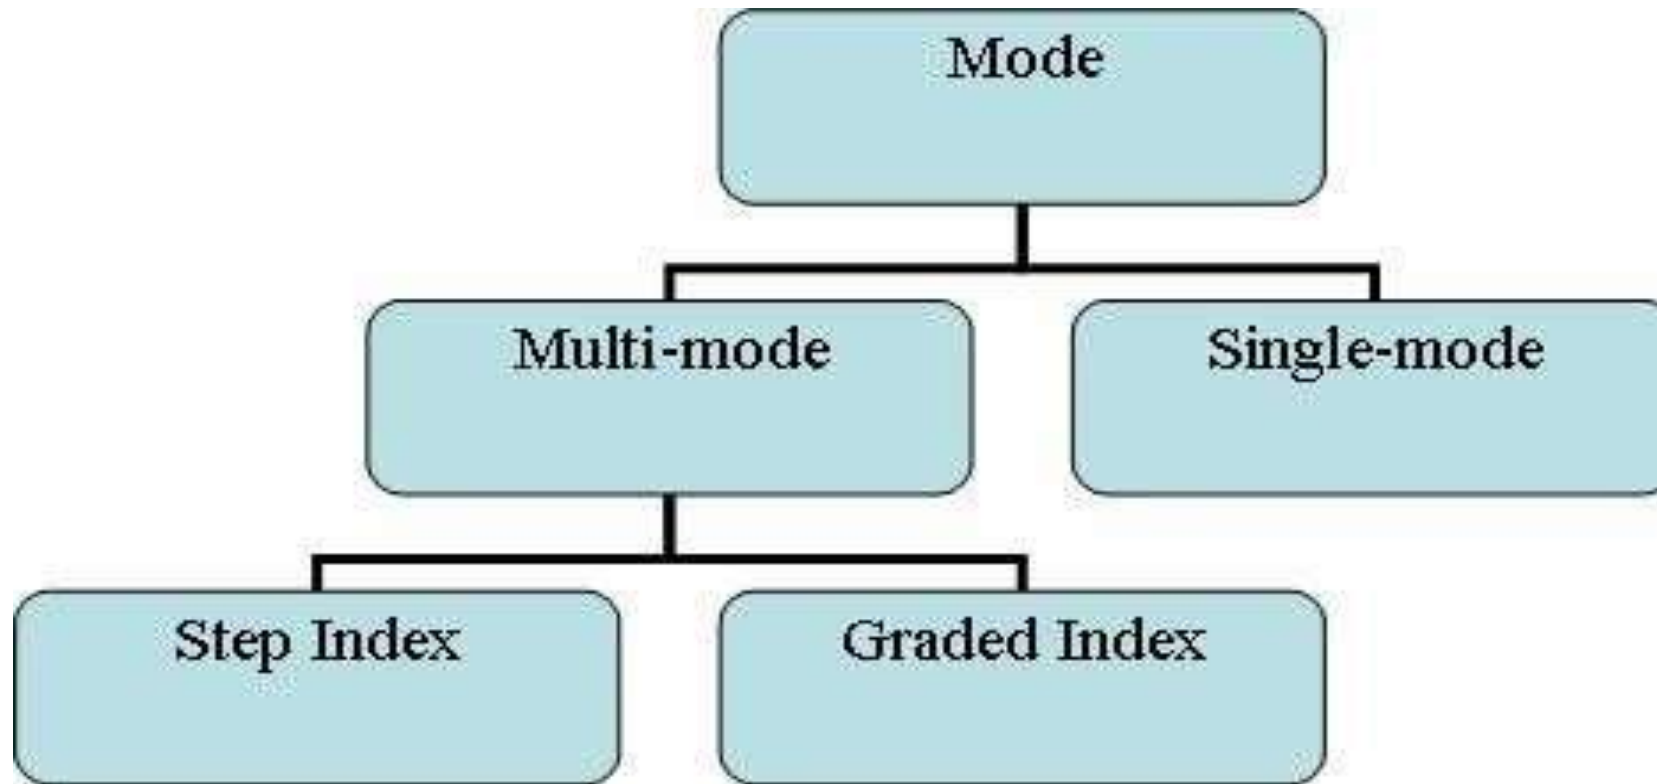 Mode
Multi-mode
Single-mode
Step Index
Graded Index